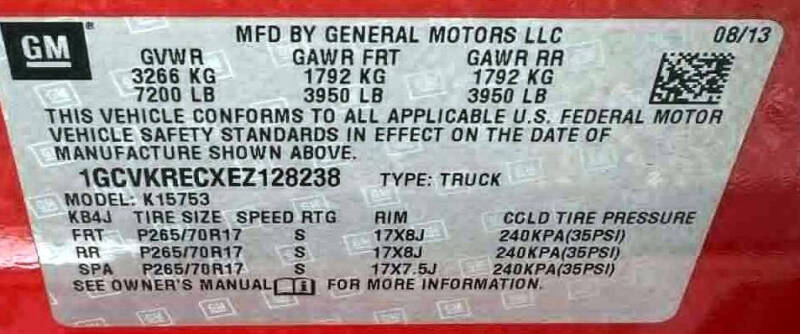 GM
MFD BY GENERAL MOTORS LLC 08/13
GVWR GAWR FRT GAWR RR
3266 KG 1792 KG 1792 KG
7200 LB 3950 LB 3950 LB
THIS VEHICLE CONFORMS TO ALL APPLICABLE U.S. FEDERAL MOTOR
VEHICLE SAFETY STANDARDS IN EFFECT ON THE DATE OF
MANUFACTURE SHOWN ABOVE.
1GCVKRECXEZ128238 TYPE: TRUCK
MODEL: K15753
KB4J TIRE SIZE SPEED RTG RIM COLD TIRE PRESSURE
FRT P265/70R17 S 17X8J 240KPA(35PSI)
RR P265/70R17 S 17X8J 240KPA(35PSI)
SPA P265/70R17 S 17X7.5J 240KPA(35PSI)
SEE OWNER'S MANUAL i FOR MORE INFORMATION.